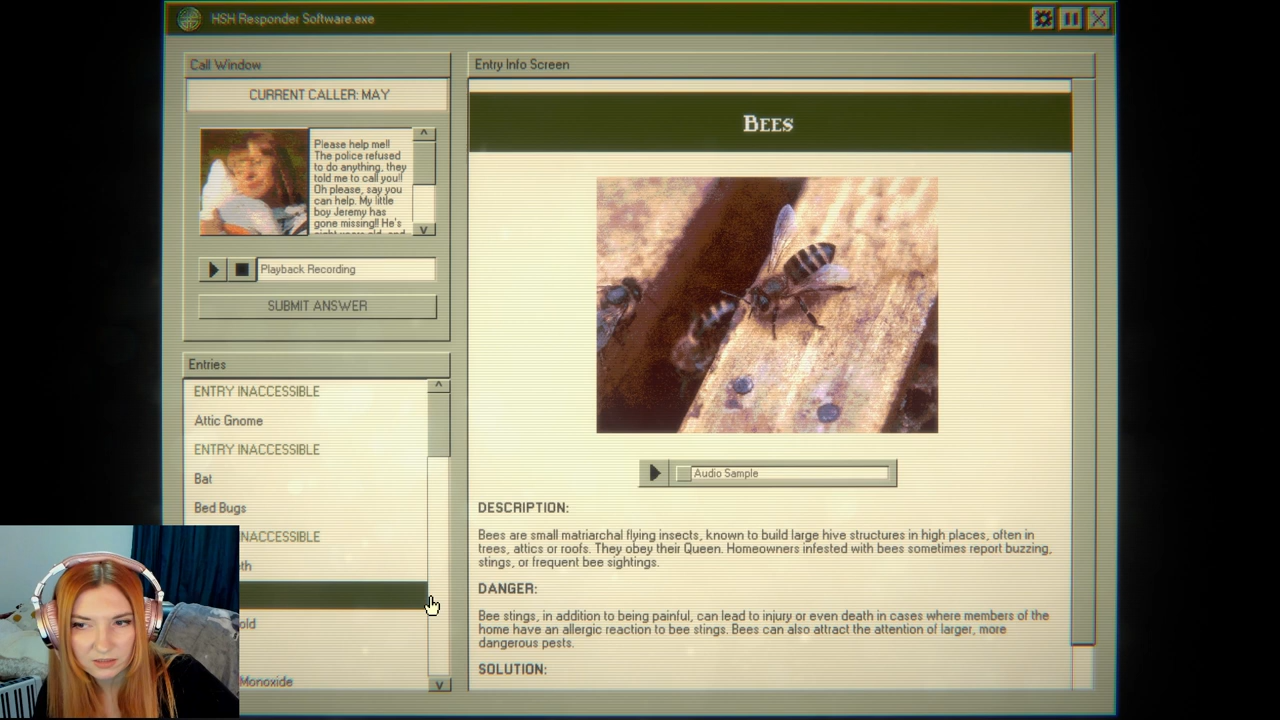 HSH Responder Software.exe
Call Window
CURRENT CALLER: MAY
Please help me!!
The police refused
to do anything, they
told me to call you!!
Oh please, say you
can help. My little
boy Jeremy has
gone missing!! He's
eight years old, and
Playback Recording
SUBMIT ANSWER
Entries
ENTRY INACCESSIBLE
Attic Gnome
ENTRY INACCESSIBLE
Bat
Bed Bugs
INACCESSIBLE
Monoxide
Entry Info Screen
BEES
Audio Sample
DESCRIPTION:
Bees are small matriarchal flying insects, known to build large hive structures in high places, often in
trees, attics or roofs. They obey their Queen. Homeowners infested with bees sometimes report buzzing,
stings, or frequent bee sightings.
DANGER:
Bee stings, in addition to being painful, can lead to injury or even death in cases where members of the
home have an allergic reaction to bee stings. Bees can also attract the attention of larger, more
dangerous pests.
SOLUTION: